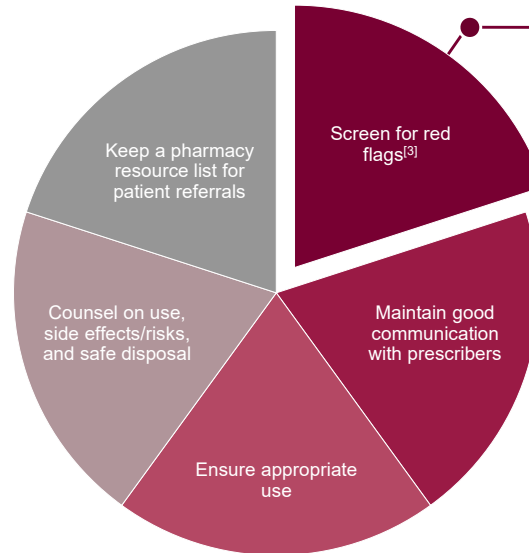 Screen for red
flags[3]
Maintain good
communication
with prescribers
Ensure appropriate
use
Counsel on use,
side effects/risks,
and safe disposal
Keep a pharmacy
resource list for
patient referrals